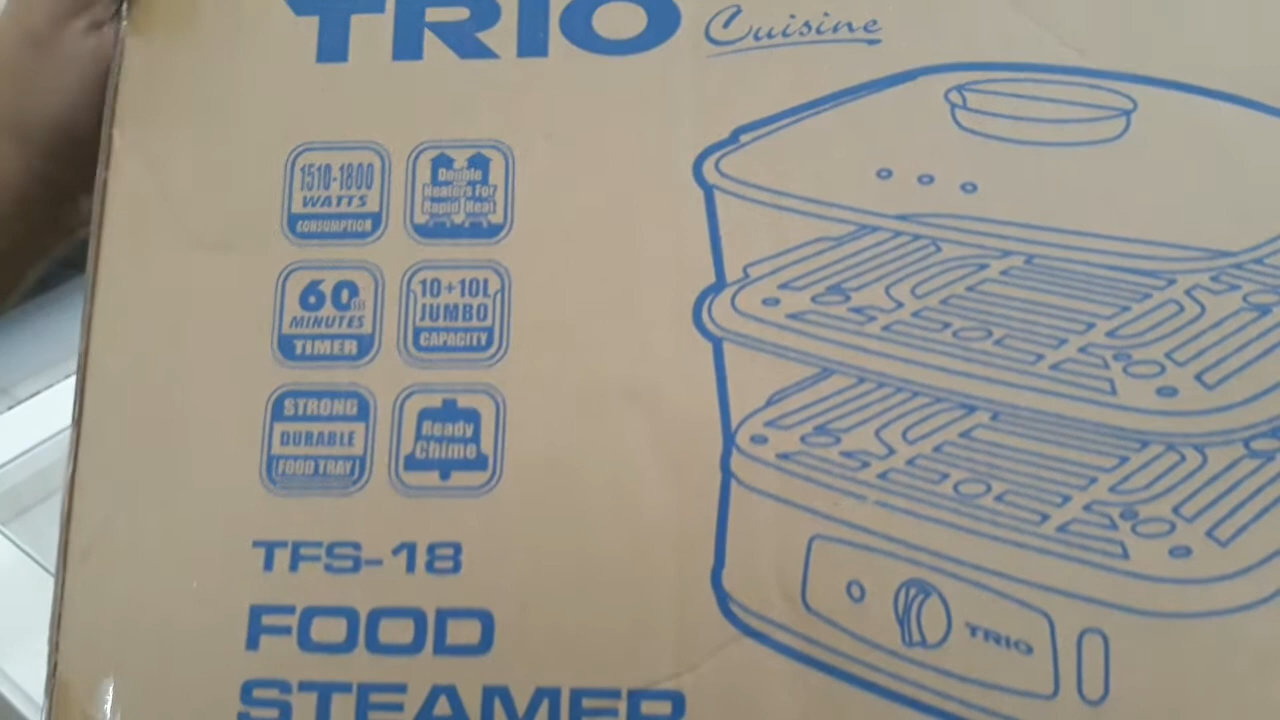 TRIO Cuisine
1510-1800
WATTS
CONSUMPTION
Double
Heaters For
Rapid Heat
60
MINUTES
TIMER
10+10L
JUMBO
CAPACITY
STRONG
DURABLE
FOOD TRAY
Ready
Chime
TFS-18
FOOD
STEAMER
TRIO